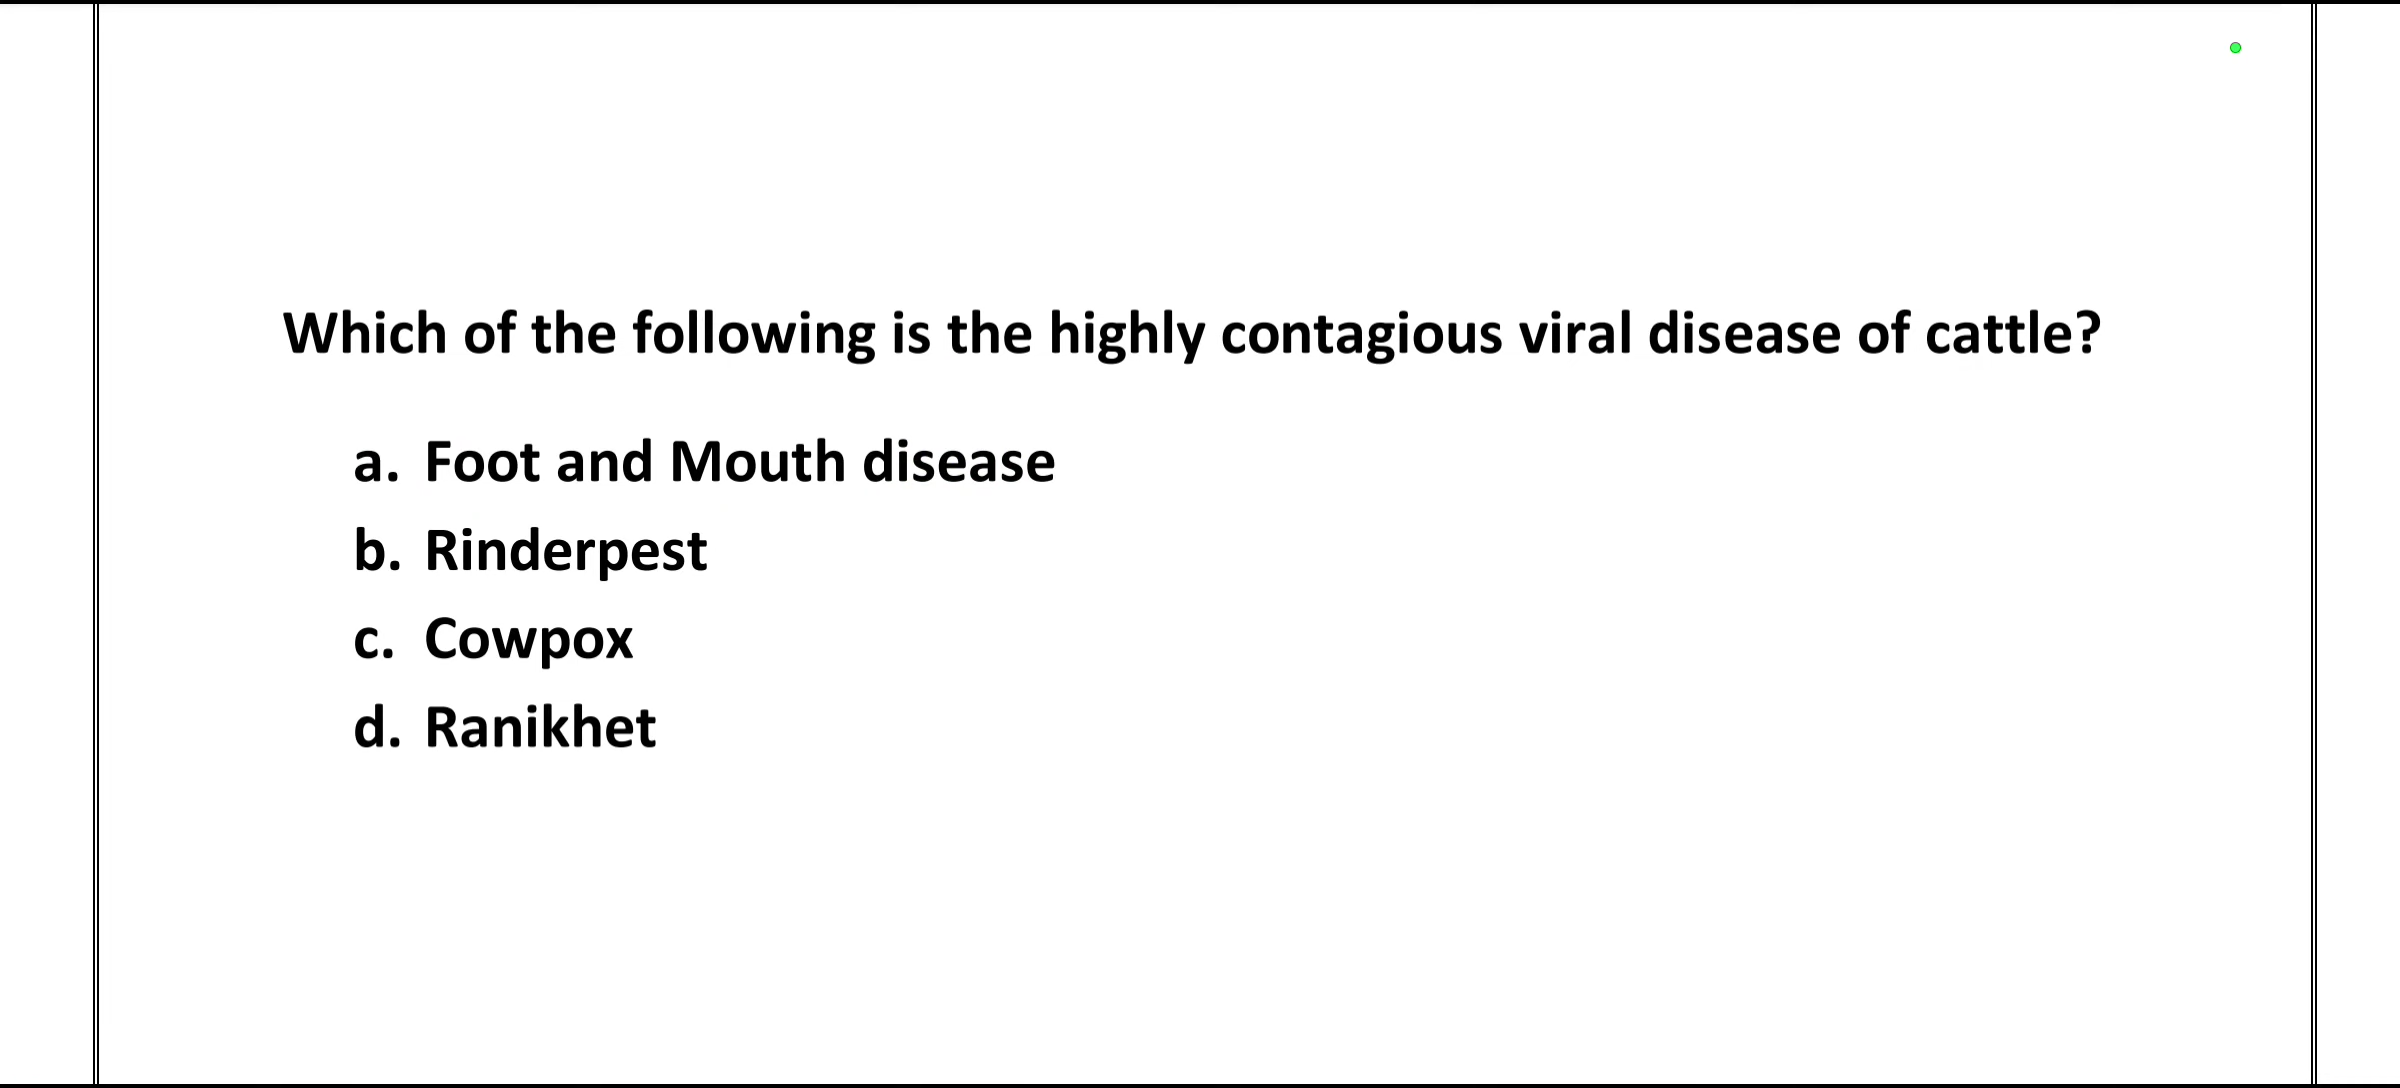 Which of the following is the highly contagious viral disease of cattle?
a. Foot and Mouth disease
b. Rinderpest
c. Cowpox
d. Ranikhet